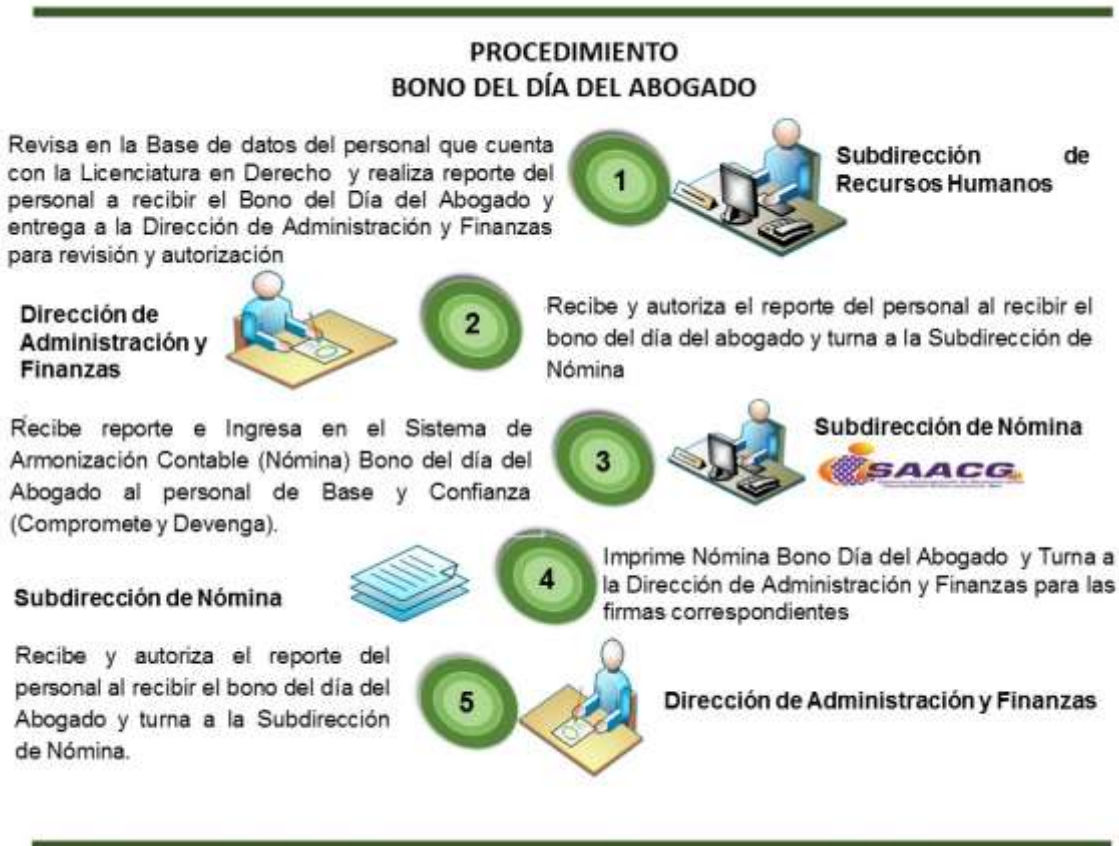 PROCEDIMIENTO
BONO DEL DÍA DEL ABOGADO
Revisa en la Base de datos del personal que cuenta
con la Licenciatura en Derecho y realiza reporte del
personal a recibir el Bono del Día del Abogado y
entrega a la Dirección de Administración y Finanzas
para revisión y autorización
1
Subdirección de
Recursos Humanos
Dirección de
Administración y
Finanzas
2
Recibe y autoriza el reporte del personal al recibir el
bono del día del abogado y turna a la Subdirección de
Nómina
Recibe reporte e Ingresa en el Sistema de
Armonización Contable (Nómina) Bono del día del
Abogado al personal de Base y Confianza
(Compromete y Devenga).
3
Subdirección de Nómina
SAACG
Subdirección de Nómina
4
Imprime Nómina Bono Día del Abogado y Turna a
la Dirección de Administración y Finanzas para las
firmas correspondientes
Recibe y autoriza el reporte del
personal al recibir el bono del día del
Abogado y turna a la Subdirección
de Nómina.
5
Dirección de Administración y Finanzas